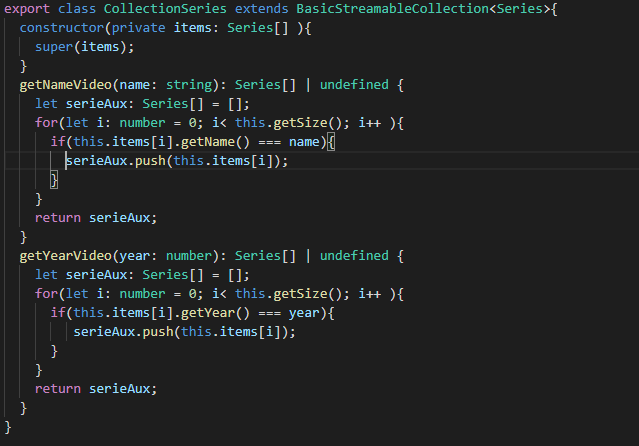 export class CollectionSeries extends BasicStreamableCollection<Series>{
  constructor(private items: Series[] ){
    super(items);
  }
  getNameVideo(name: string): Series[] | undefined {
    let serieAux: Series[] = [];
    for(let i: number = 0; i< this.getSize(); i++ ){
      if(this.items[i].getName() === name){
        serieAux.push(this.items[i]);
      }
    }
    return serieAux;
  }
  getYearVideo(year: number): Series[] | undefined {
    let serieAux: Series[] = [];
    for(let i: number = 0; i< this.getSize(); i++ ){
      if(this.items[i].getYear() === year){
         serieAux.push(this.items[i]);
      }
    }
    return serieAux;
  }
}